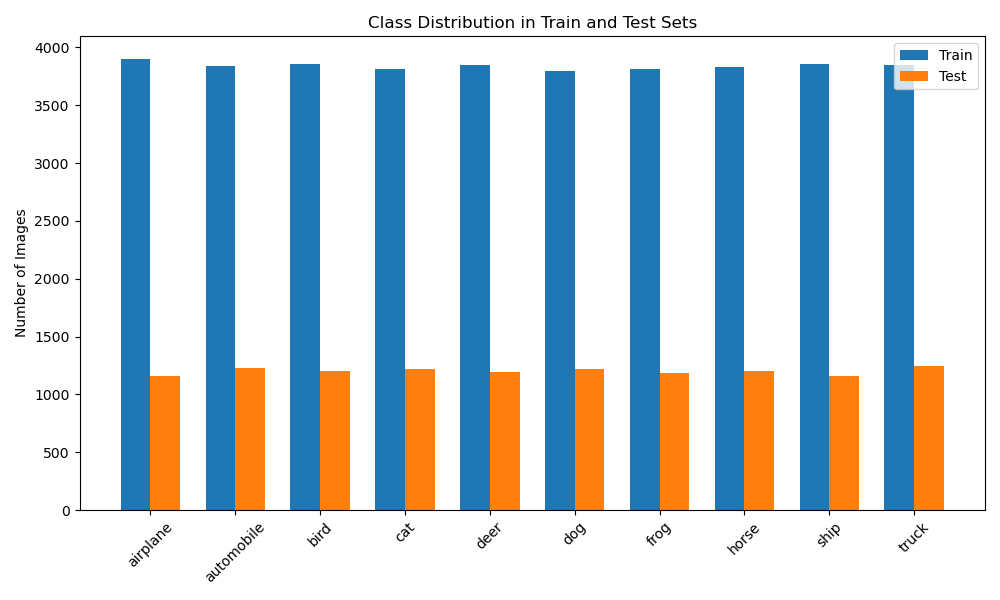 Class Distribution in Train and Test Sets
Train
Test
Number of Images
4000
3500
3000
2500
2000
1500
1000
500
0
airplane
automobile
bird
cat
deer
dog
frog
horse
ship
truck